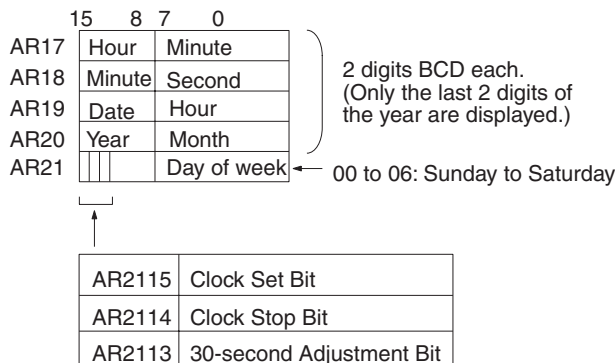 15 8 7 0
AR17 Hour Minute
AR18 Minute Second
AR19 Date Hour
AR20 Year Month
AR21 Day of week
2 digits BCD each.
(Only the last 2 digits of
the year are displayed.)
00 to 06: Sunday to Saturday
AR2115 Clock Set Bit
AR2114 Clock Stop Bit
AR2113 30-second Adjustment Bit